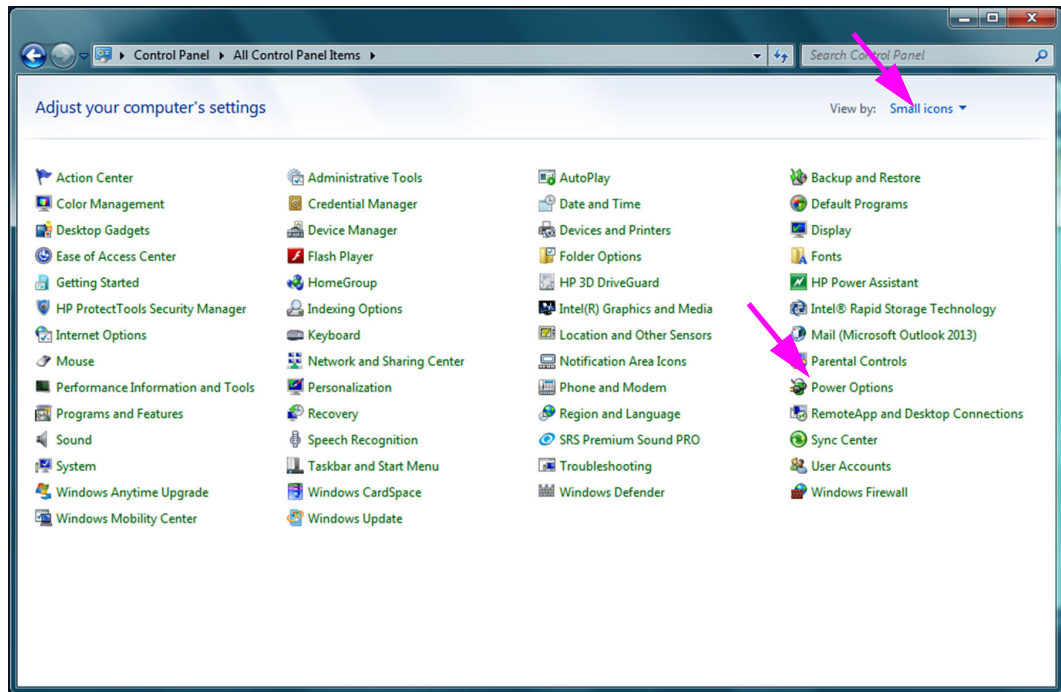 Control Panel All Control Panel Items Search Control Panel
Adjust your computer's settings View by: Small icons
Action Center Administrative Tools AutoPlay Backup and Restore
Color Management Credential Manager Date and Time Default Programs
Desktop Gadgets Device Manager Devices and Printers Display
Ease of Access Center Flash Player Folder Options Fonts
Getting Started HomeGroup HP 3D DriveGuard HP Power Assistant
HP ProtectTools Security Manager Indexing Options Intel(R) Graphics and Media Intel® Rapid Storage Technology
Internet Options Keyboard Location and Other Sensors Mail (Microsoft Outlook 2013)
Mouse Network and Sharing Center Notification Area Icons Parental Controls
Performance Information and Tools Personalization Phone and Modem Power Options
Programs and Features Recovery Region and Language RemoteApp and Desktop Connections
Sound Speech Recognition SRS Premium Sound PRO Sync Center
System Taskbar and Start Menu Troubleshooting User Accounts
Windows Anytime Upgrade Windows CardSpace Windows Defender Windows Firewall
Windows Mobility Center Windows Update